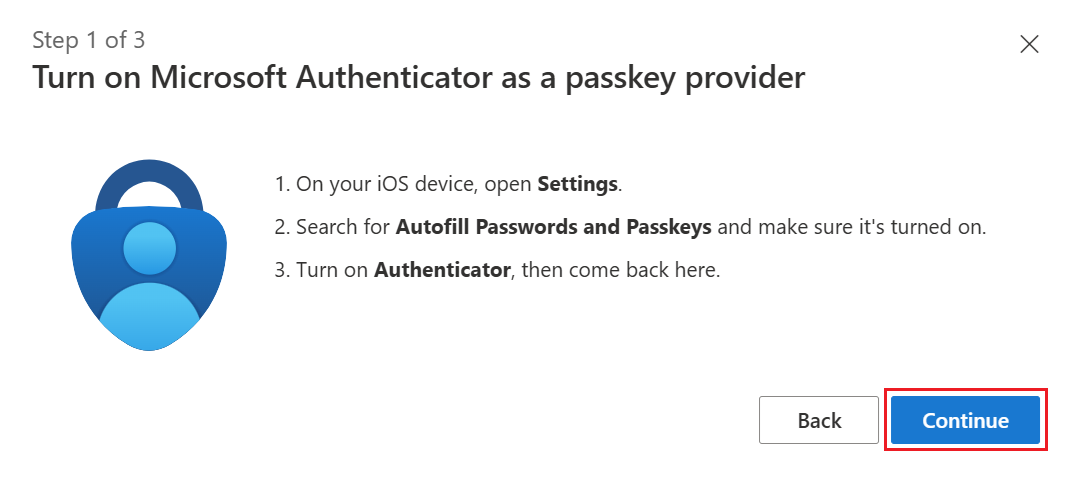 Step 1 of 3
Turn on Microsoft Authenticator as a passkey provider
1. On your iOS device, open Settings.
2. Search for Autofill Passwords and Passkeys and make sure it's turned on.
3. Turn on Authenticator, then come back here.
Back
Continue